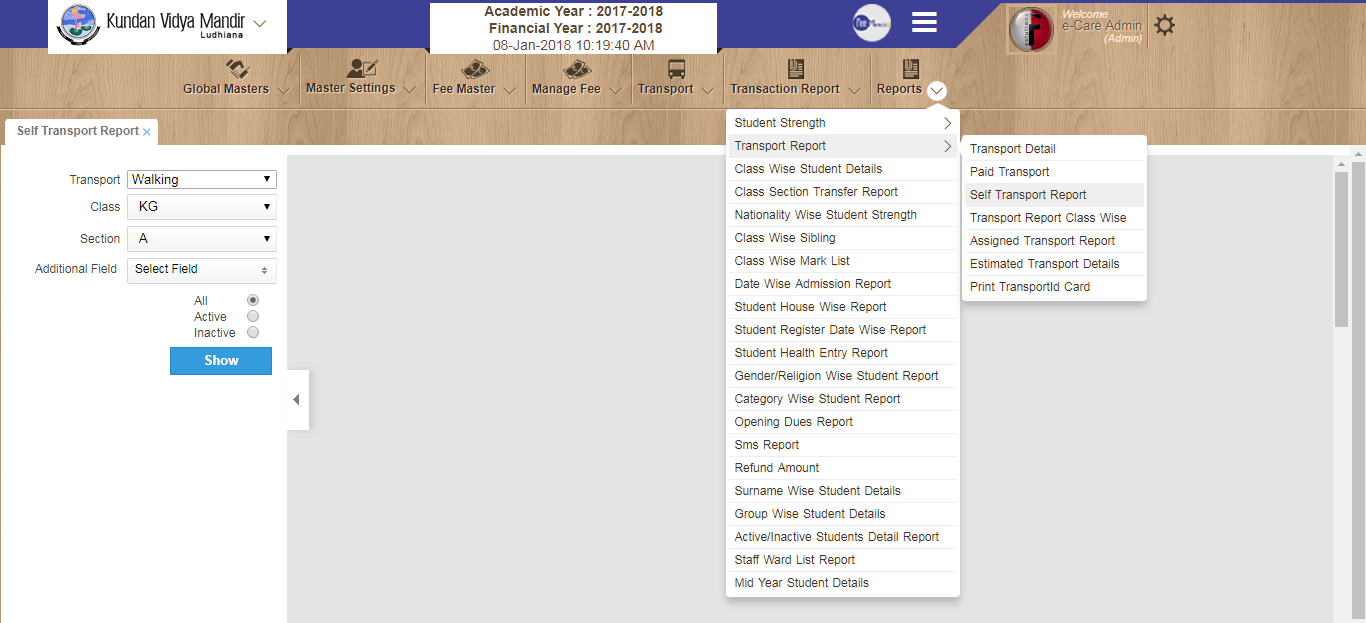 Kundan Vidya Mandir
Ludhiana
Academic Year : 2017-2018
Financial Year : 2017-2018
08-Jan-2018 10:19:40 AM
Welcome
e-Care Admin
(Admin)
Global Masters
Master Settings
Fee Master
Manage Fee
Transport
Transaction Report
Reports
Self Transport Report ×
Transport Walking
Class KG
Section A
Additional Field Select Field
All
Active
Inactive
Show
Student Strength
Transport Report
Class Wise Student Details
Class Section Transfer Report
Nationality Wise Student Strength
Class Wise Sibling
Class Wise Mark List
Date Wise Admission Report
Student House Wise Report
Student Register Date Wise Report
Student Health Entry Report
Gender/Religion Wise Student Report
Category Wise Student Report
Opening Dues Report
Sms Report
Refund Amount
Surname Wise Student Details
Group Wise Student Details
Active/Inactive Students Detail Report
Staff Ward List Report
Mid Year Student Details
Transport Detail
Paid Transport
Self Transport Report
Transport Report Class Wise
Assigned Transport Report
Estimated Transport Details
Print TransportId Card